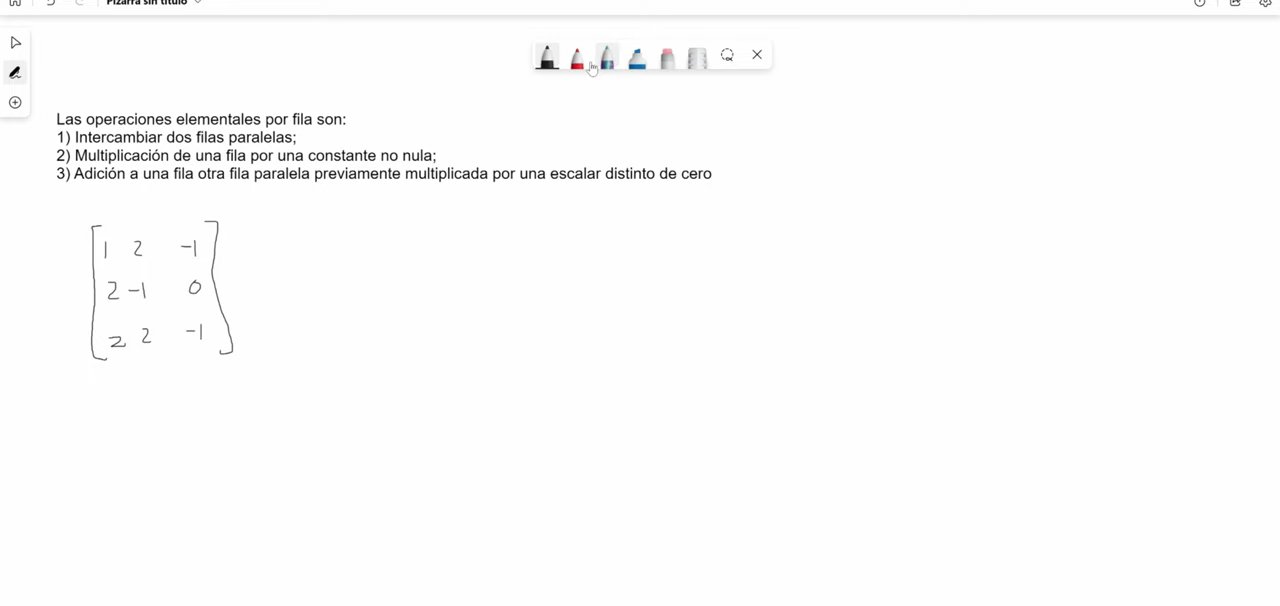 Pizarra sin título
Las operaciones elementales por fila son:
1) Intercambiar dos filas paralelas;
2) Multiplicación de una fila por una constante no nula;
3) Adición a una fila otra fila paralela previamente multiplicada por una escalar distinto de cero
1 2 -1
2 -1 0
2 2 -1